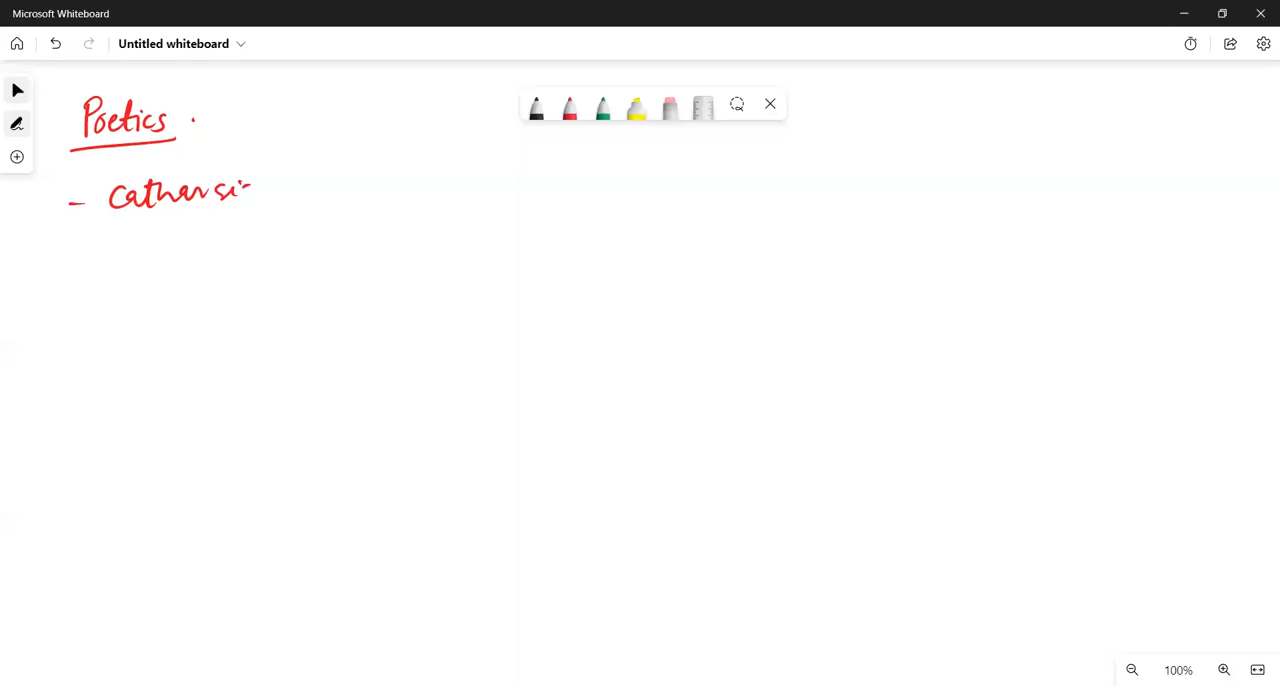 Microsoft Whiteboard
Untitled whiteboard
Poetics .
- Catharsi
100%